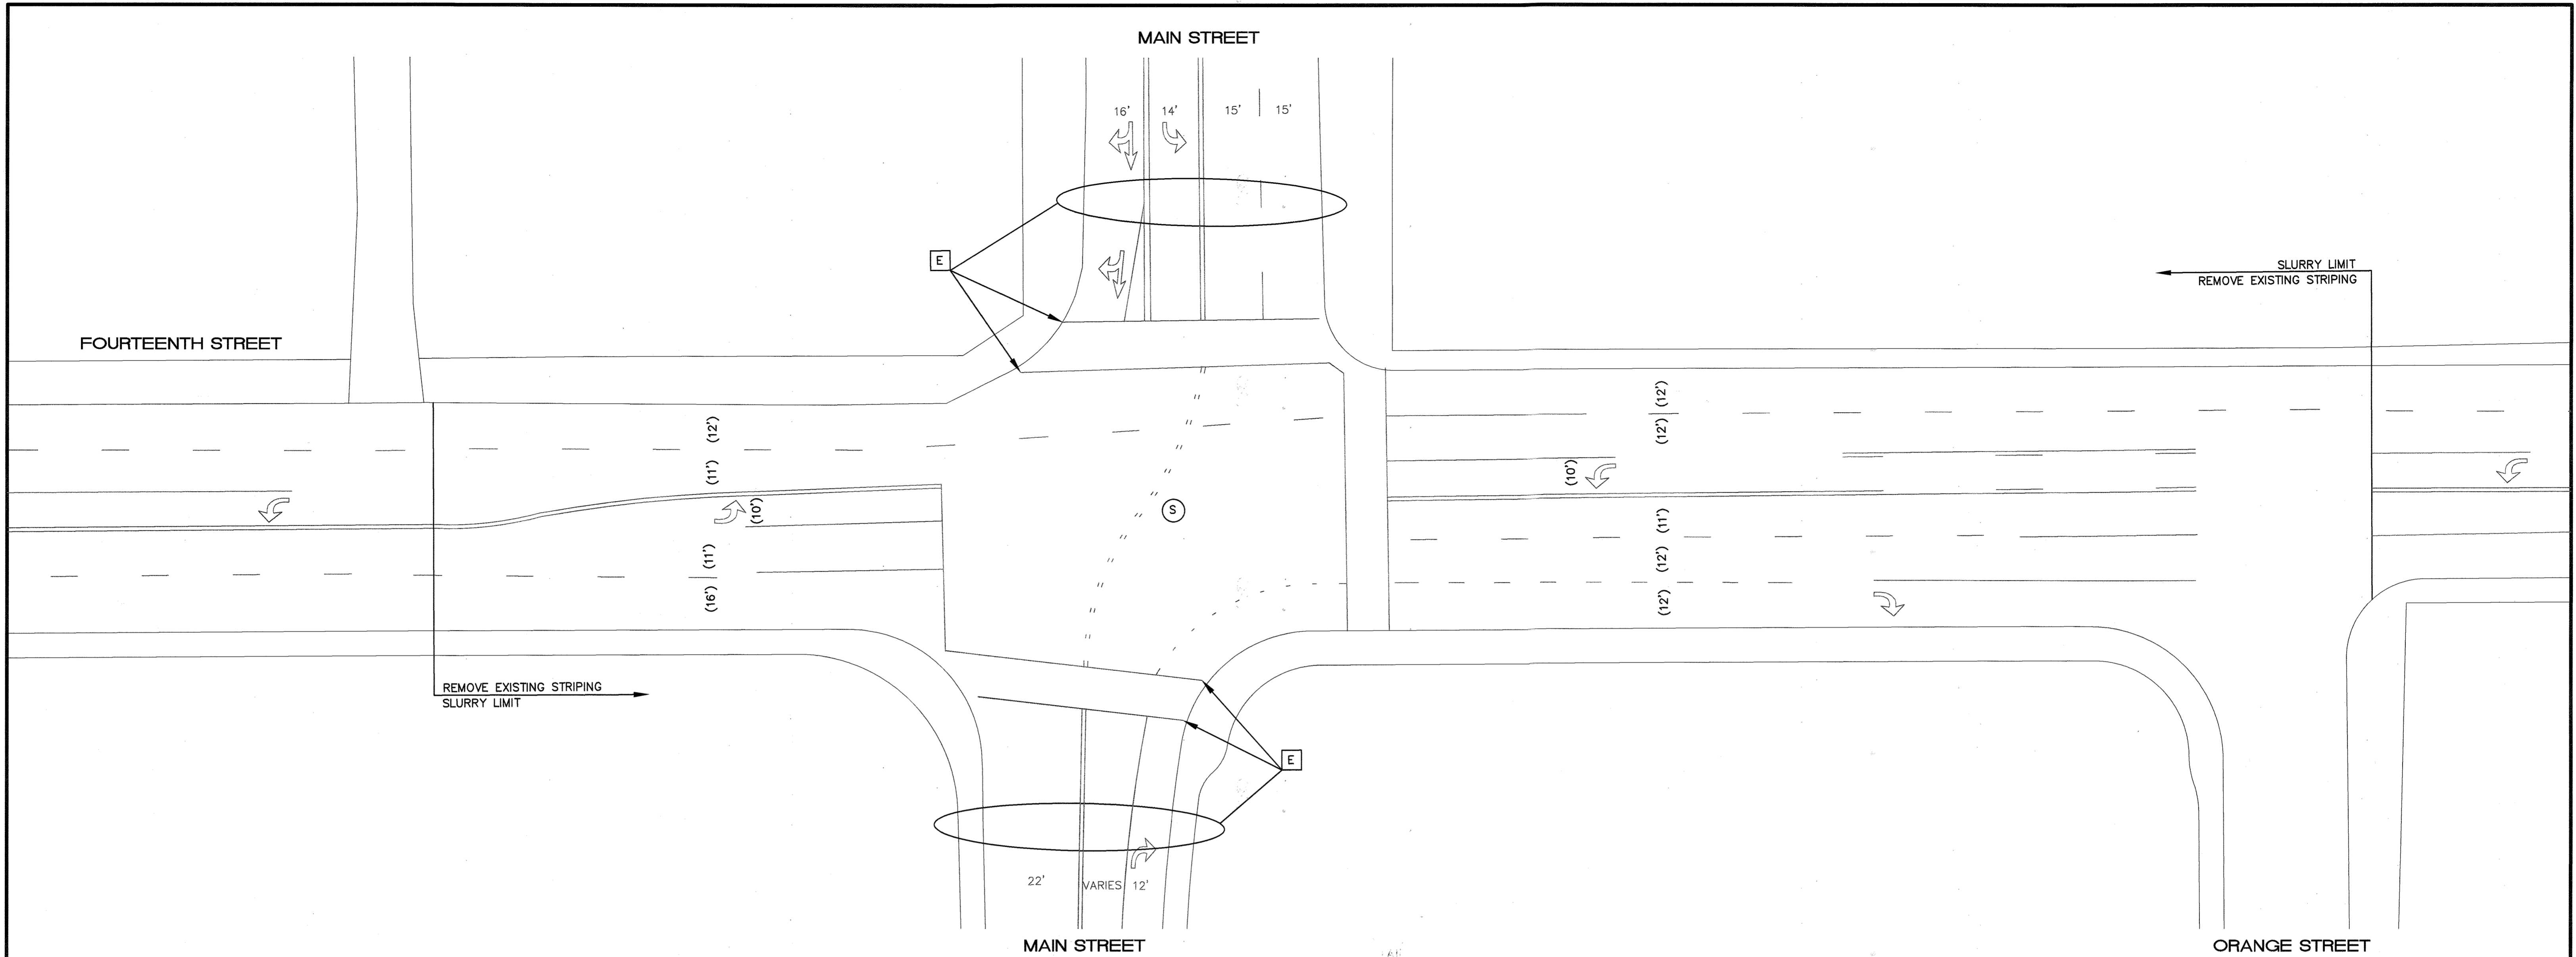 MAIN STREET
16' 14' 15' 15'
E
SLURRY LIMIT
REMOVE EXISTING STRIPING
FOURTEENTH STREET
(12')
(11')
(10')
(11')
(16')
S
(12')
(12')
(10')
(11')
(12')
(12')
REMOVE EXISTING STRIPING
SLURRY LIMIT
E
22' VARIES 12'
MAIN STREET
ORANGE STREET